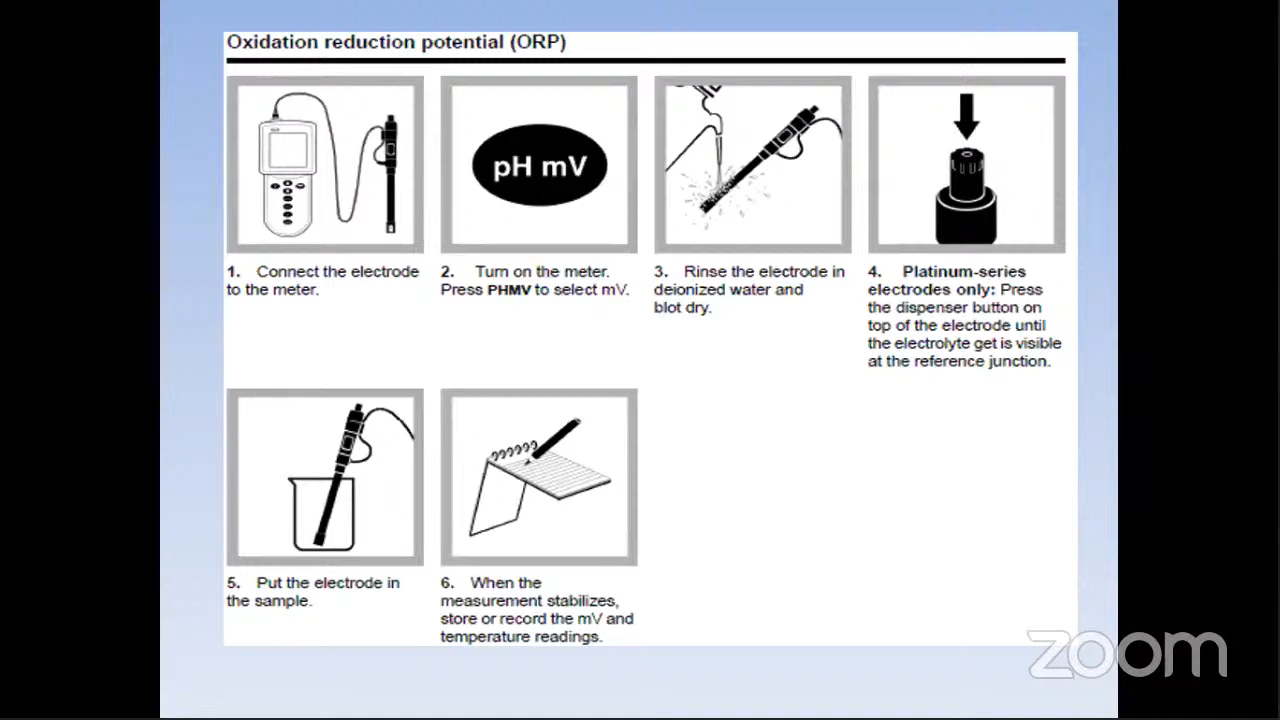 Oxidation reduction potential (ORP)
pH mV
1. Connect the electrode
to the meter.
2. Turn on the meter.
Press PHMV to select mV.
3. Rinse the electrode in
deionized water and
blot dry.
4. Platinum-series
electrodes only: Press
the dispenser button on
top of the electrode until
the electrolyte get is visible
at the reference junction.
5. Put the electrode in
the sample.
6. When the
measurement stabilizes,
store or record the mV and
temperature readings.
zoom